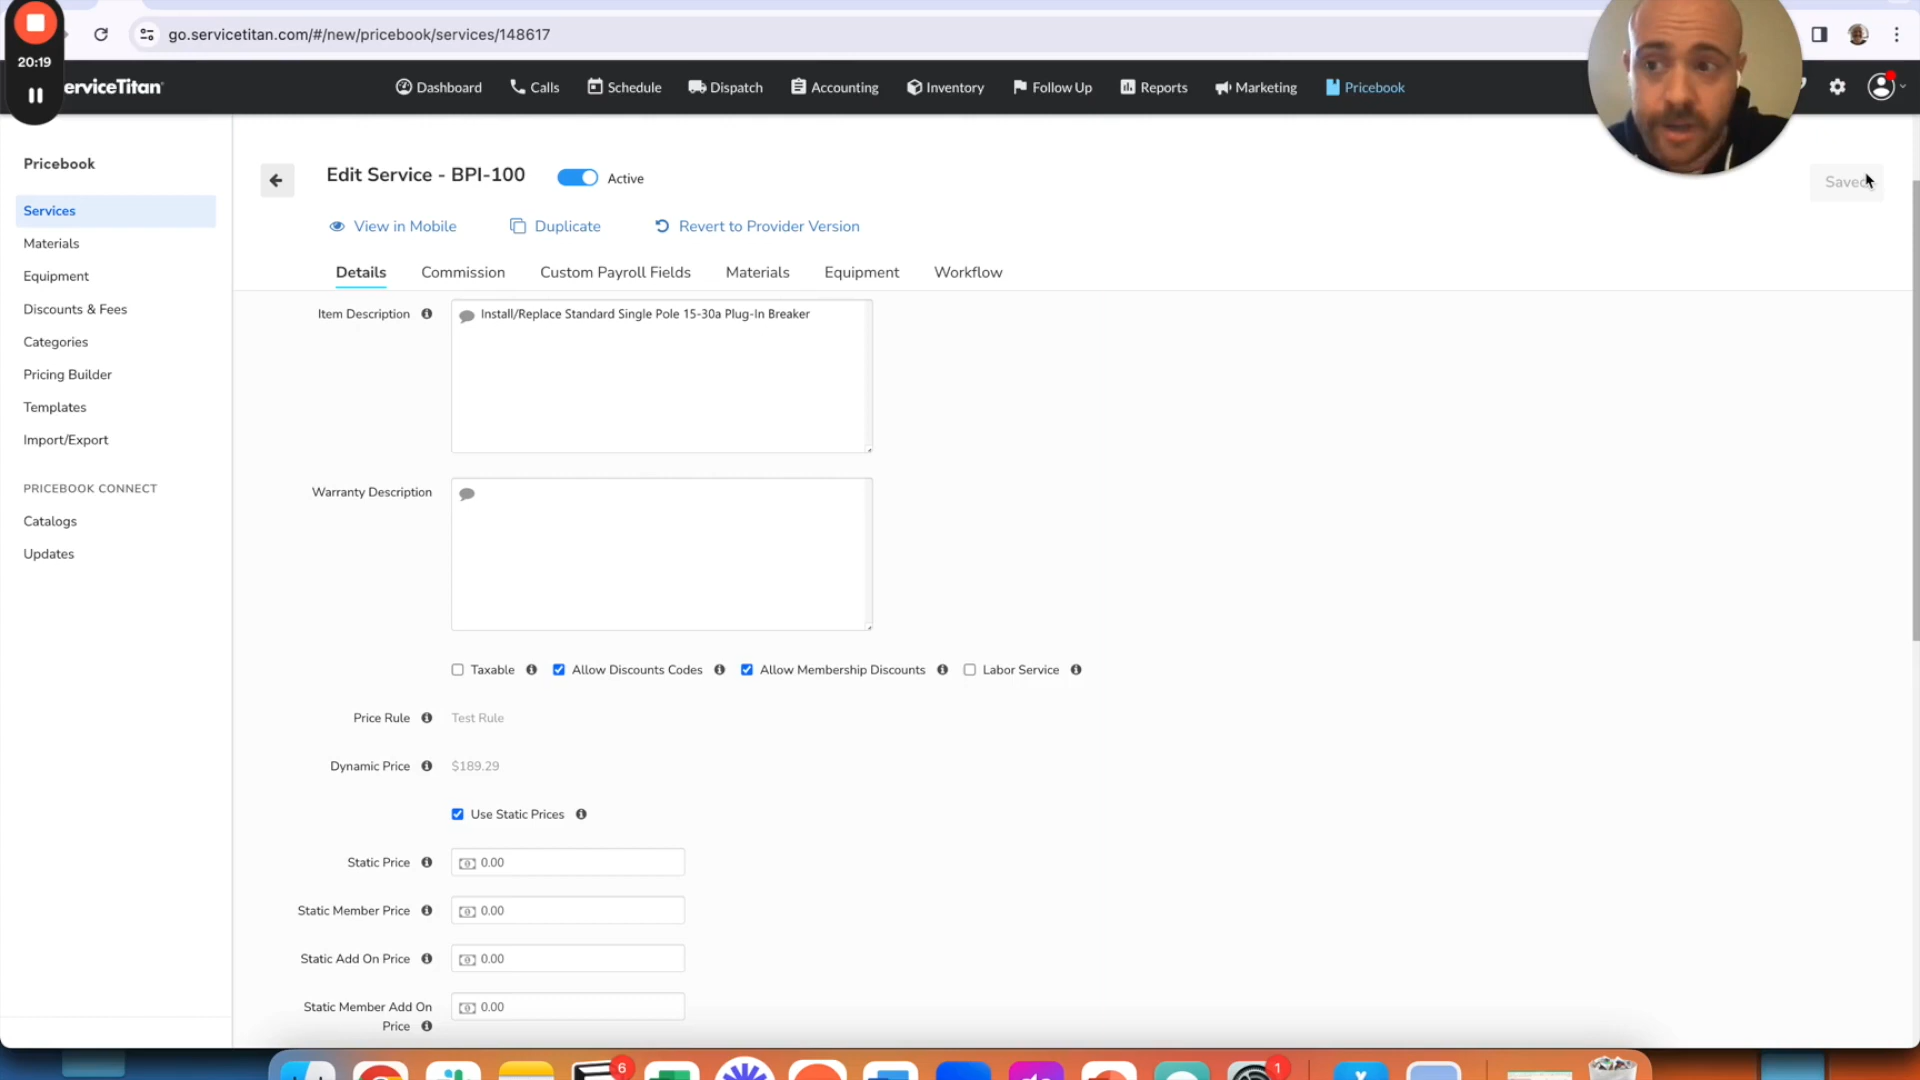 go.servicetitan.com/#/new/pricebook/services/148617
20:19
erviceTitan
Dashboard
Calls
Schedule
Dispatch
Accounting
Inventory
Follow Up
Reports
Marketing
Pricebook
Pricebook
Services
Materials
Equipment
Discounts & Fees
Categories
Pricing Builder
Templates
Import/Export
PRICEBOOK CONNECT
Catalogs
Updates
Edit Service - BPI-100
Active
Saved
View in Mobile
Duplicate
Revert to Provider Version
Details
Commission
Custom Payroll Fields
Materials
Equipment
Workflow
Item Description
Install/Replace Standard Single Pole 15-30a Plug-In Breaker
Warranty Description
Taxable
Allow Discounts Codes
Allow Membership Discounts
Labor Service
Price Rule
Test Rule
Dynamic Price
$189.29
Use Static Prices
Static Price
0.00
Static Member Price
0.00
Static Add On Price
0.00
Static Member Add On
Price
0.00
6
1